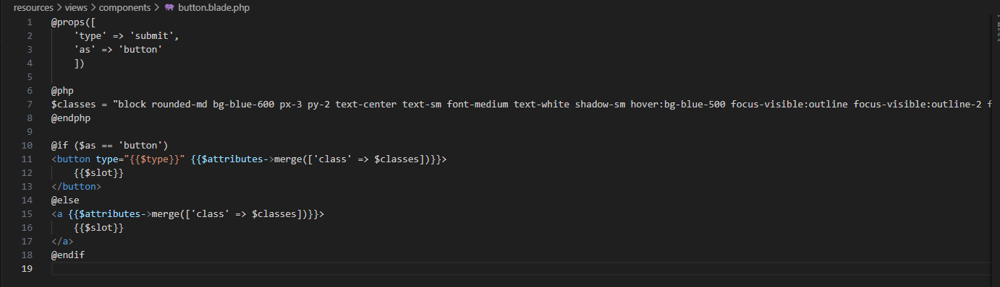 resources > views > components > button.blade.php
1 @props([
2 'type' => 'submit',
3 'as' => 'button'
4 ])
5
6 @php
7 $classes = "block rounded-md bg-blue-600 px-3 py-2 text-center text-sm font-medium text-white shadow-sm hover:bg-blue-500 focus-visible:outline focus-visible:outline-2 f
8 @endphp
9
10 @if ($as == 'button')
11 <button type="{{$type}}" {{$attributes->merge(['class' => $classes])}}>
12 {{$slot}}
13 </button>
14 @else
15 <a {{$attributes->merge(['class' => $classes])}}>
16 {{$slot}}
17 </a>
18 @endif
19